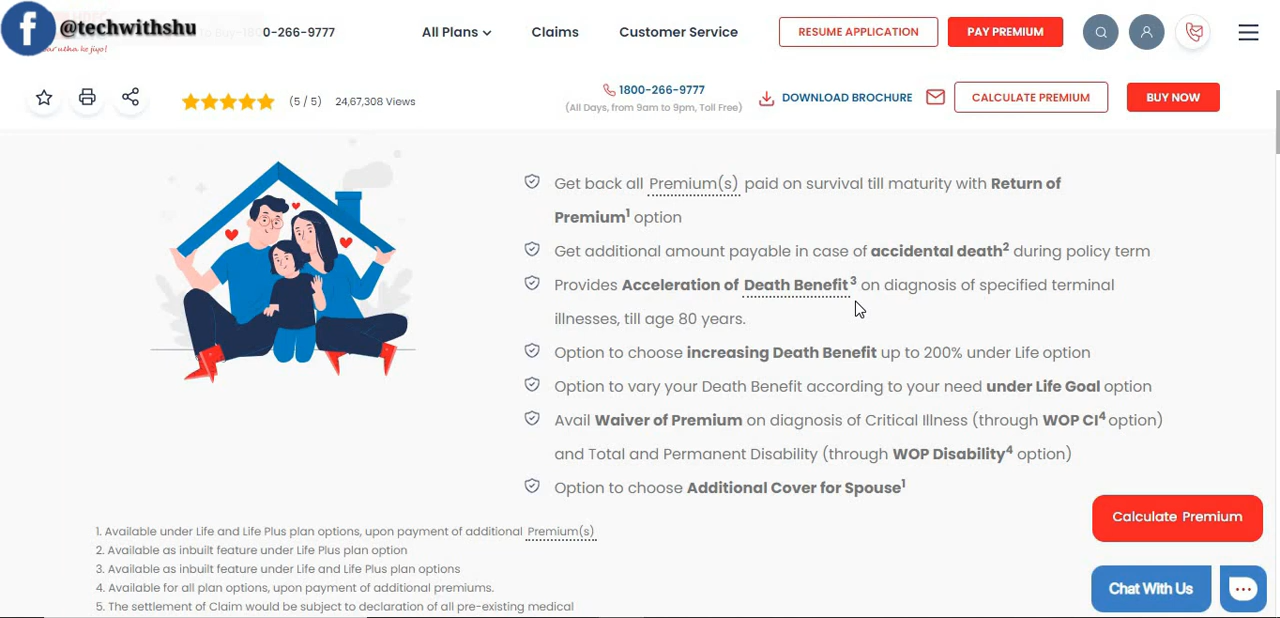 @techwithshu
0-266-9777
All Plans
Claims
Customer Service
RESUME APPLICATION
PAY PREMIUM
utha ke jiyo!
(5 / 5)
24,67,308 Views
1800-266-9777
(All Days, from 9am to 9pm, Toll Free)
DOWNLOAD BROCHURE
CALCULATE PREMIUM
BUY NOW
Get back all Premium(s) paid on survival till maturity with Return of
Premium¹ option
Get additional amount payable in case of accidental death² during policy term
Provides Acceleration of Death Benefit³ on diagnosis of specified terminal
illnesses, till age 80 years.
Option to choose increasing Death Benefit up to 200% under Life option
Option to vary your Death Benefit according to your need under Life Goal option
Avail Waiver of Premium on diagnosis of Critical Illness (through WOP CI⁴ option)
and Total and Permanent Disability (through WOP Disability⁴ option)
Option to choose Additional Cover for Spouse¹
1. Available under Life and Life Plus plan options, upon payment of additional Premium(s)
2. Available as inbuilt feature under Life Plus plan option
3. Available as inbuilt feature under Life and Life Plus plan options
4. Available for all plan options, upon payment of additional premiums.
5. The settlement of Claim would be subject to declaration of all pre-existing medical
Calculate Premium
Chat With Us